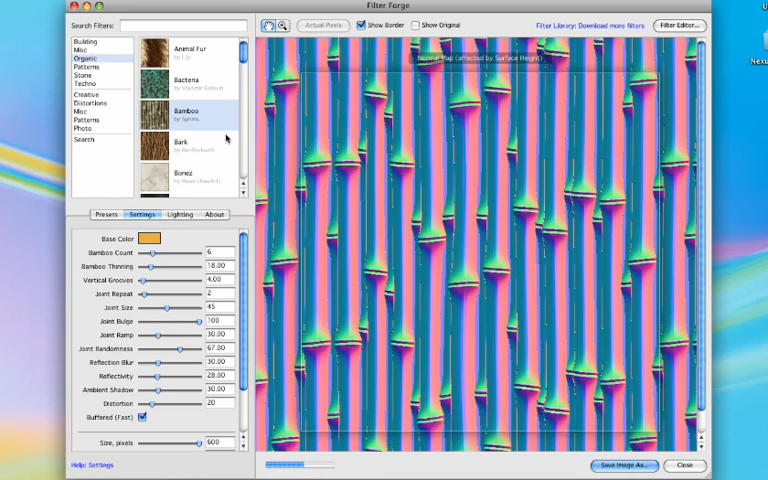 Filter Forge
U
Search Filters:
Actual Pixels
Show Border
Show Original
Filter Library: Download more filters
Filter Editor...
Building
Misc
Organic
Patterns
Stone
Techno
Creative
Distortions
Misc
Patterns
Photo
Search
Animal Fur
by Lily
Bacteria
by Vladimir Golovin
Bamboo
by Sphinx.
Bark
Bonez
Normal Map (affected by Surface Height)
Nexu
Presets
Settings
Lighting
About
Base Color
Bamboo Count 6
Bamboo Thinning 18.00
Vertical Grooves 4.00
Joint Repeat 2
Joint Size 45
Joint Bulge 100
Joint Ramp 30.00
Joint Randomness 67.00
Reflection Blur 30.00
Reflectivity 28.00
Ambient Shadow 30.00
Distortion 20
Buffered (Fast)
Size, pixels 600
Help: Settings
Save Image As...
Close